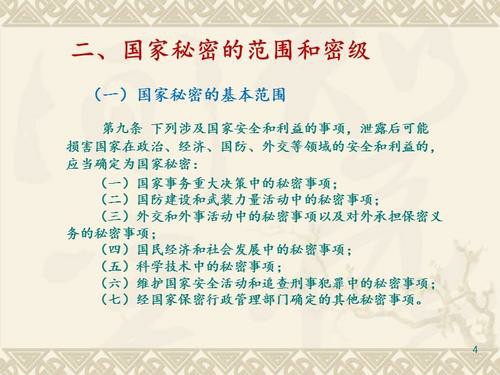 二、国家秘密的范围和密级
（一）国家秘密的基本范围
第九条 下列涉及国家安全和利益的事项，泄露后可能
损害国家在政治、经济、国防、外交等领域的安全和利益的，
应当确定为国家秘密：
（一）国家事务重大决策中的秘密事项；
（二）国防建设和武装力量活动中的秘密事项；
（三）外交和外事活动中的秘密事项以及对外承担保密义
务的秘密事项；
（四）国民经济和社会发展中的秘密事项；
（五）科学技术中的秘密事项；
（六）维护国家安全活动和追查刑事犯罪中的秘密事项；
（七）经国家保密行政管理部门确定的其他秘密事项。
4